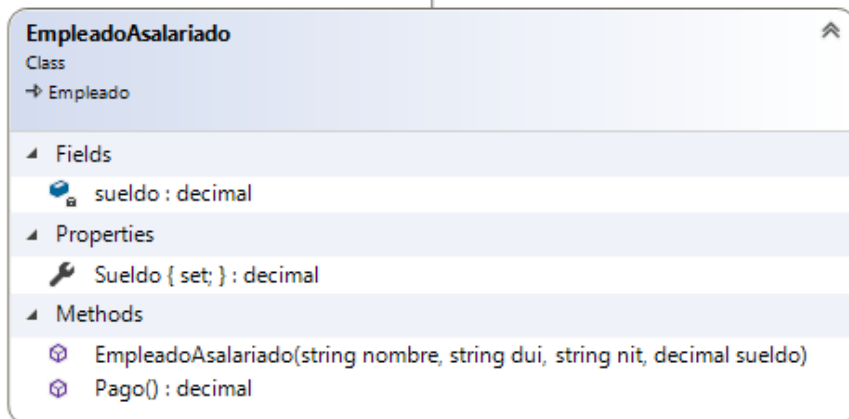 EmpleadoAsalariado
Class
Empleado
Fields
sueldo : decimal
Properties
Sueldo { set; } : decimal
Methods
EmpleadoAsalariado(string nombre, string dui, string nit, decimal sueldo)
Pago() : decimal